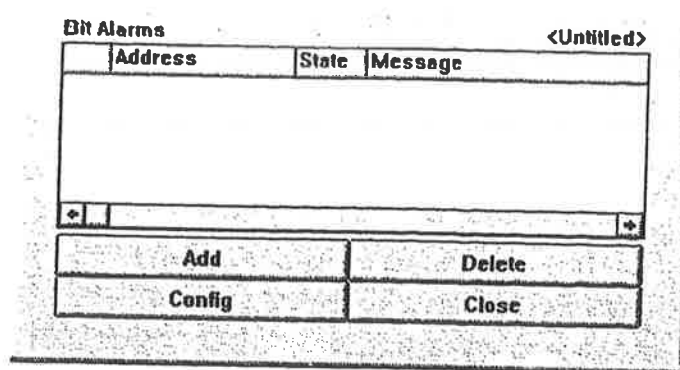 Bit Alarms <Untitled>
Address State Message
Add Delete
Config Close